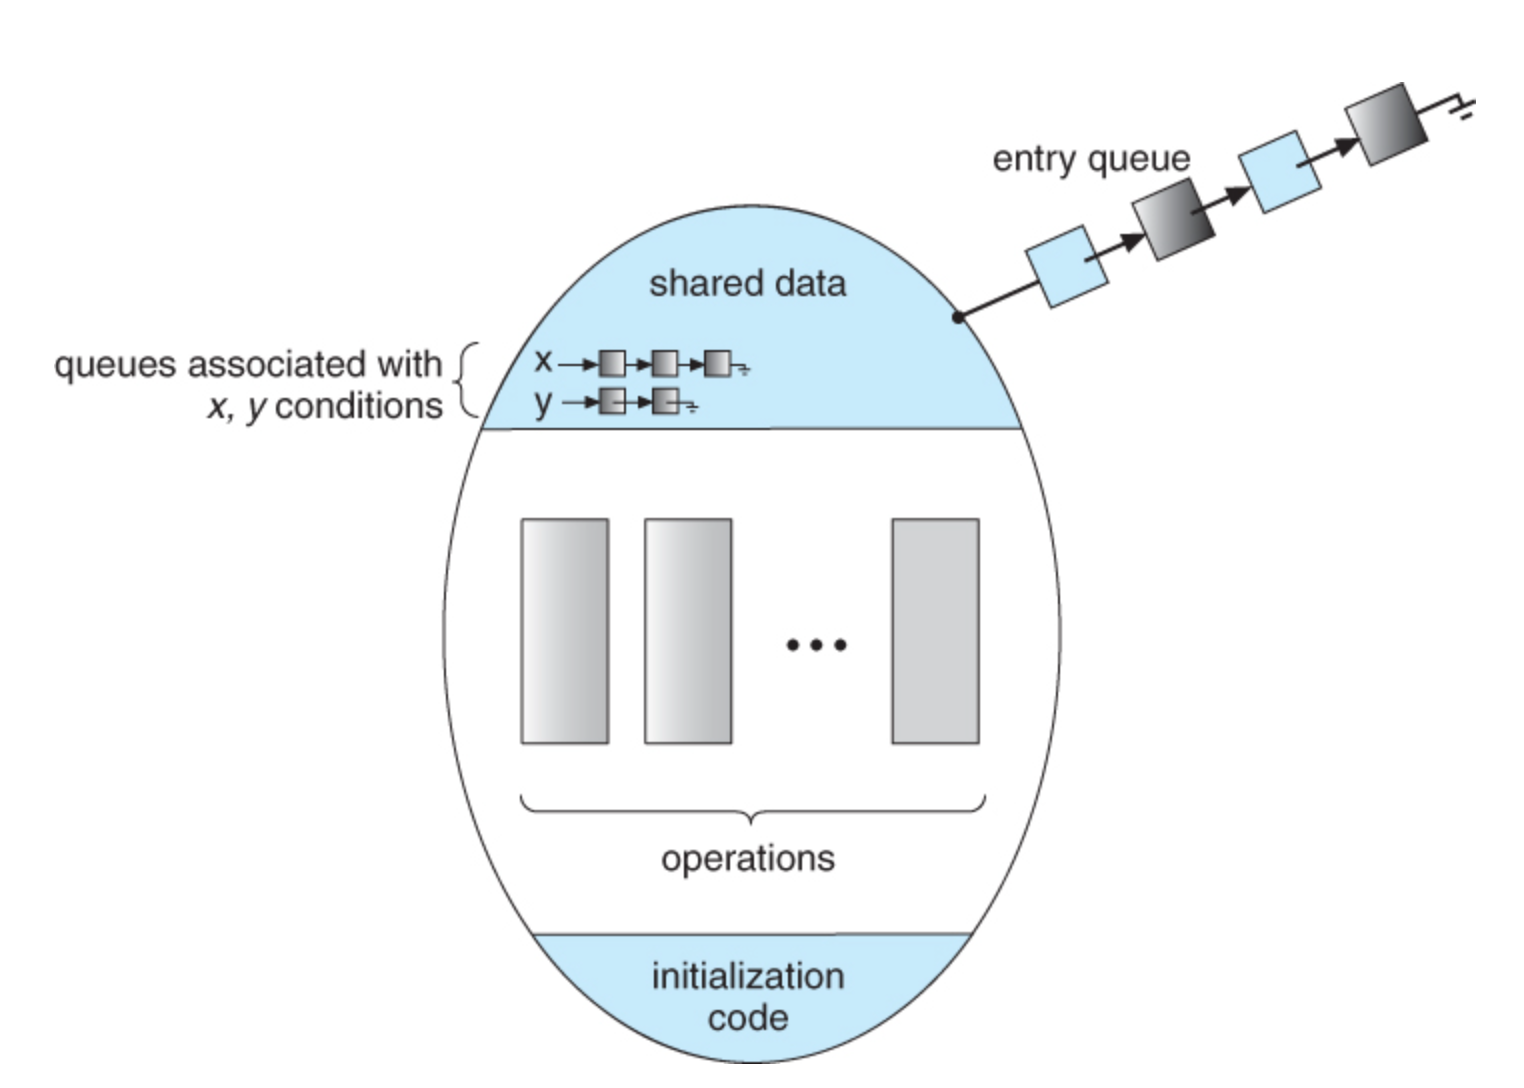 entry queue
shared data
queues associated with
x, y conditions
x
y
operations
initialization
code